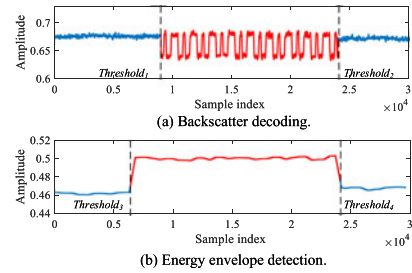 0.7
0.67
0.6
Amplitude
Threshold1
Threshold2
0 0.5 1 1.5 2 2.5 3
Sample index
×10^4
(a) Backscatter decoding.
0.52
0.5
0.48
0.46
0.44
Amplitude
Threshold3
Threshold4
0 0.5 1 1.5 2 2.5 3
Sample index
×10^4
(b) Energy envelope detection.